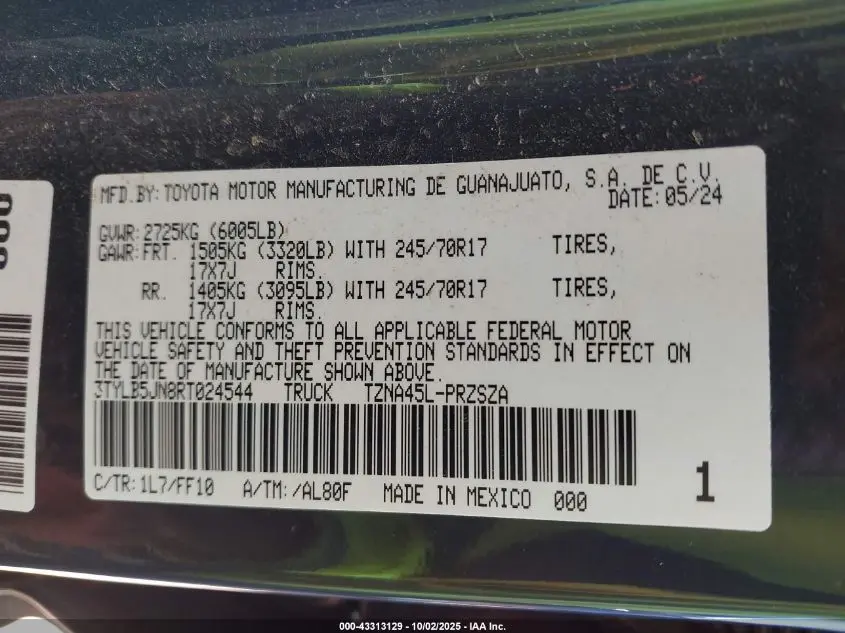 MFD.BY: TOYOTA MOTOR MANUFACTURING DE GUANAJUATO, S.A. DE C.V.
DATE: 05/24
GVWR: 2725KG (6005LB)
GAWR: FRT. 1505KG (3320LB) WITH 245/70R17 TIRES,
17X7J RIMS.
RR. 1405KG (3095LB) WITH 245/70R17 TIRES,
17X7J RIMS.
THIS VEHICLE CONFORMS TO ALL APPLICABLE FEDERAL MOTOR
VEHICLE SAFETY AND THEFT PREVENTION STANDARDS IN EFFECT ON
THE DATE OF MANUFACTURE SHOWN ABOVE.
3TYLB5JN8RT024544 TRUCK TZNA45L-PRZSZA
C/TR: 1L7/FF10 A/TM: /AL80F MADE IN MEXICO 000
1
000-43313129 - 10/02/2025 - IAA Inc.